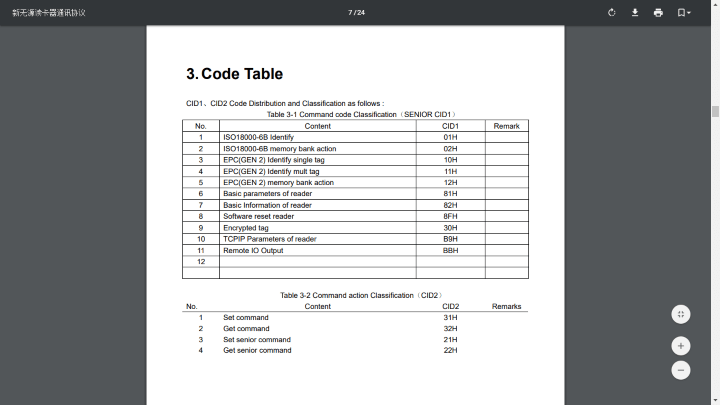 新无源读卡器通讯协议
7 / 24
3. Code Table
CID1、CID2 Code Distribution and Classification as follows :
Table 3-1 Command code Classification（SENIOR CID1）
No. Content CID1 Remark
1 ISO18000-6B Identify 01H
2 ISO18000-6B memory bank action 02H
3 EPC(GEN 2) Identify single tag 10H
4 EPC(GEN 2) Identify mult tag 11H
5 EPC(GEN 2) memory bank action 12H
6 Basic parameters of reader 81H
7 Basic Information of reader 82H
8 Software reset reader 8FH
9 Encrypted tag 30H
10 TCPIP Parameters of reader B9H
11 Remote IO Output BBH
12
Table 3-2 Command action Classification（CID2）
No. Content CID2 Remarks
1 Set command 31H
2 Get command 32H
3 Set senior command 21H
4 Get senior command 22H